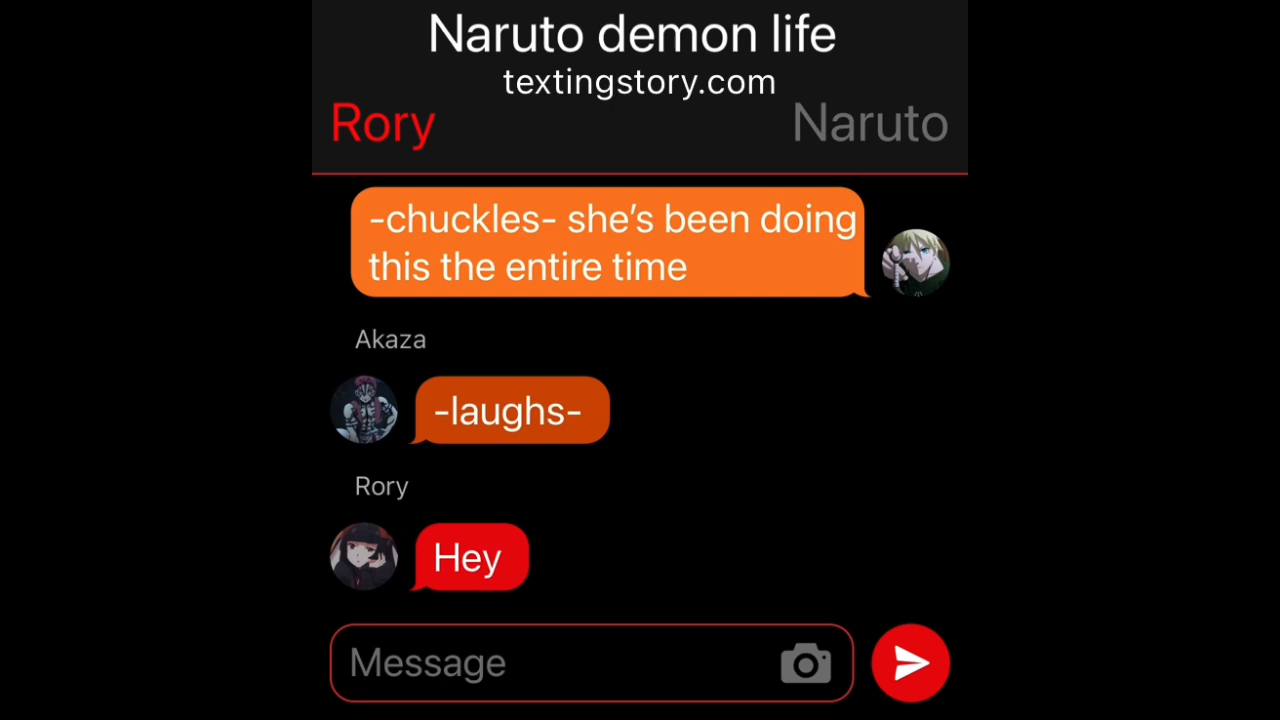 Naruto demon life
textingstory.com
Rory
Naruto
-chuckles- she’s been doing
this the entire time
Akaza
-laughs-
Rory
Hey
Message